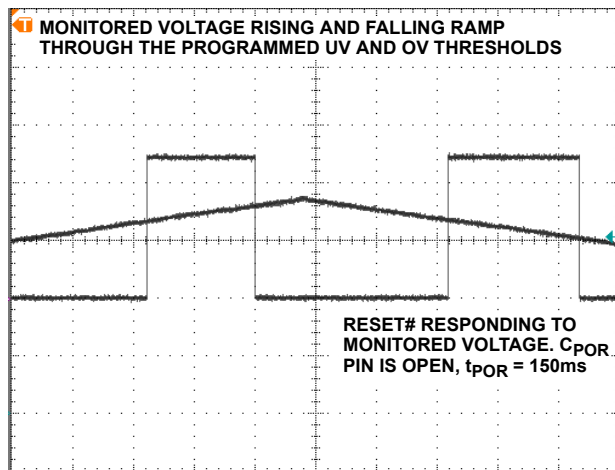 T MONITORED VOLTAGE RISING AND FALLING RAMP
THROUGH THE PROGRAMMED UV AND OV THRESHOLDS
RESET# RESPONDING TO
MONITORED VOLTAGE. CPOR
PIN IS OPEN, tPOR = 150ms